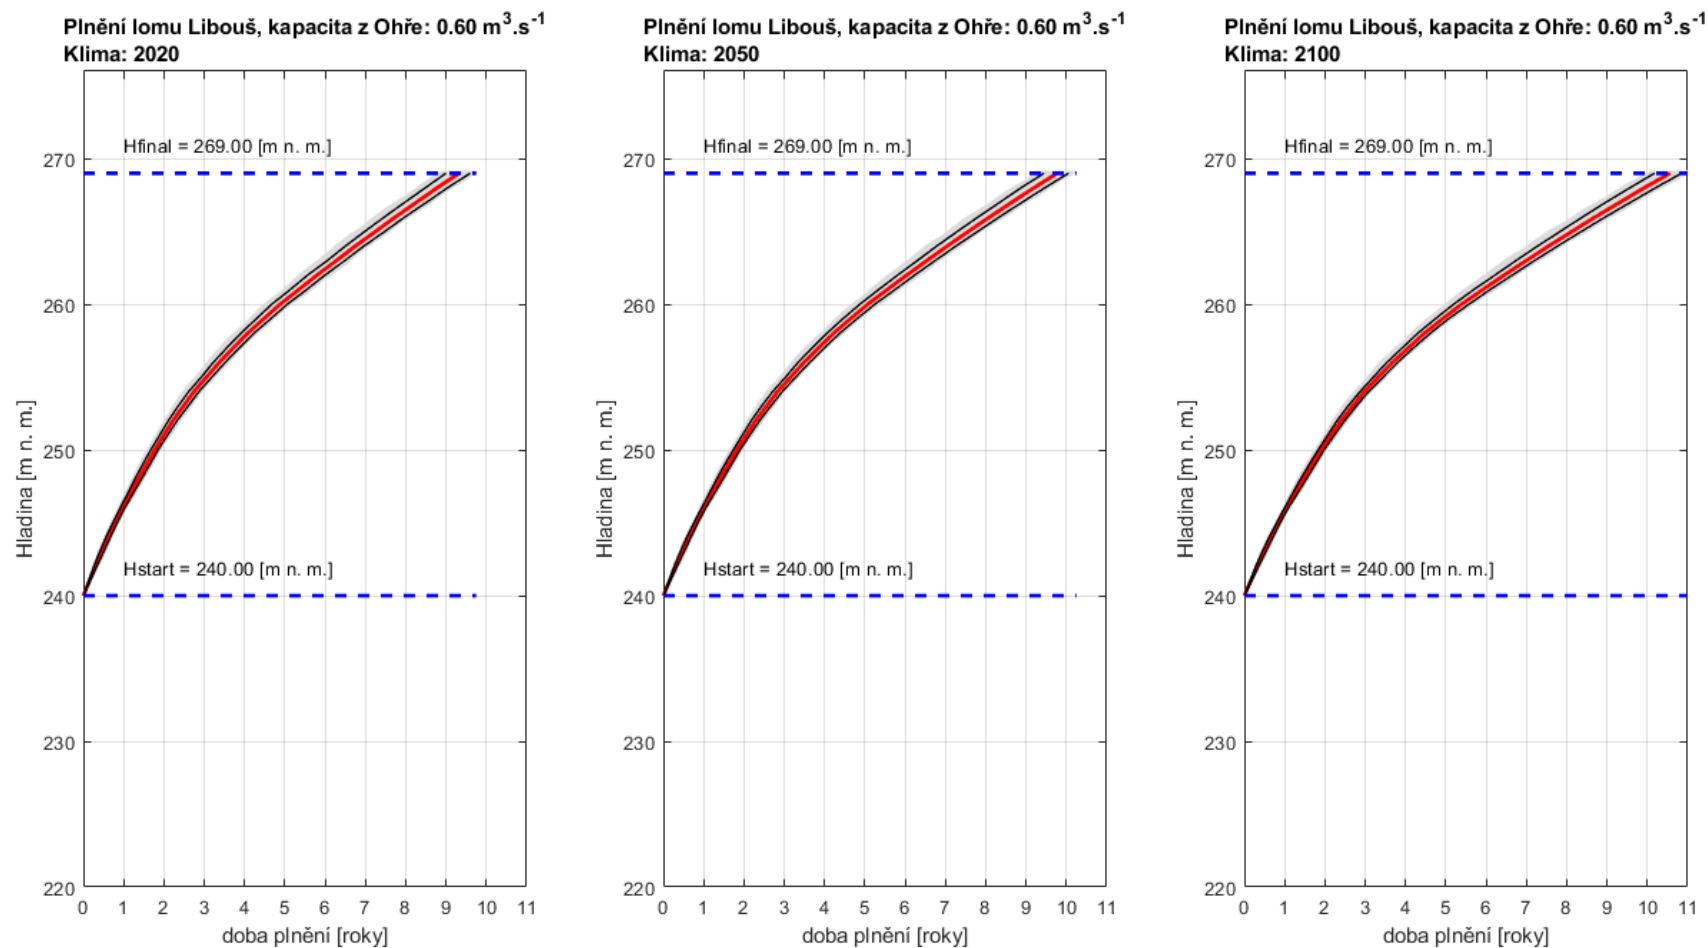 Plnění lomu Libouš, kapacita z Ohře: 0.60 m³.s⁻¹
Klima: 2020
270
260
250
240
230
220
Hladina [m n. m.]
Hfinal = 269.00 [m n. m.]
Hstart = 240.00 [m n. m.]
0 1 2 3 4 5 6 7 8 9 10 11
doba plnění [roky]
Plnění lomu Libouš, kapacita z Ohře: 0.60 m³.s⁻¹
Klima: 2050
270
260
250
240
230
220
Hladina [m n. m.]
Hfinal = 269.00 [m n. m.]
Hstart = 240.00 [m n. m.]
0 1 2 3 4 5 6 7 8 9 10 11
doba plnění [roky]
Plnění lomu Libouš, kapacita z Ohře: 0.60 m³.s⁻¹
Klima: 2100
270
260
250
240
230
220
Hladina [m n. m.]
Hfinal = 269.00 [m n. m.]
Hstart = 240.00 [m n. m.]
0 1 2 3 4 5 6 7 8 9 10 11
doba plnění [roky]